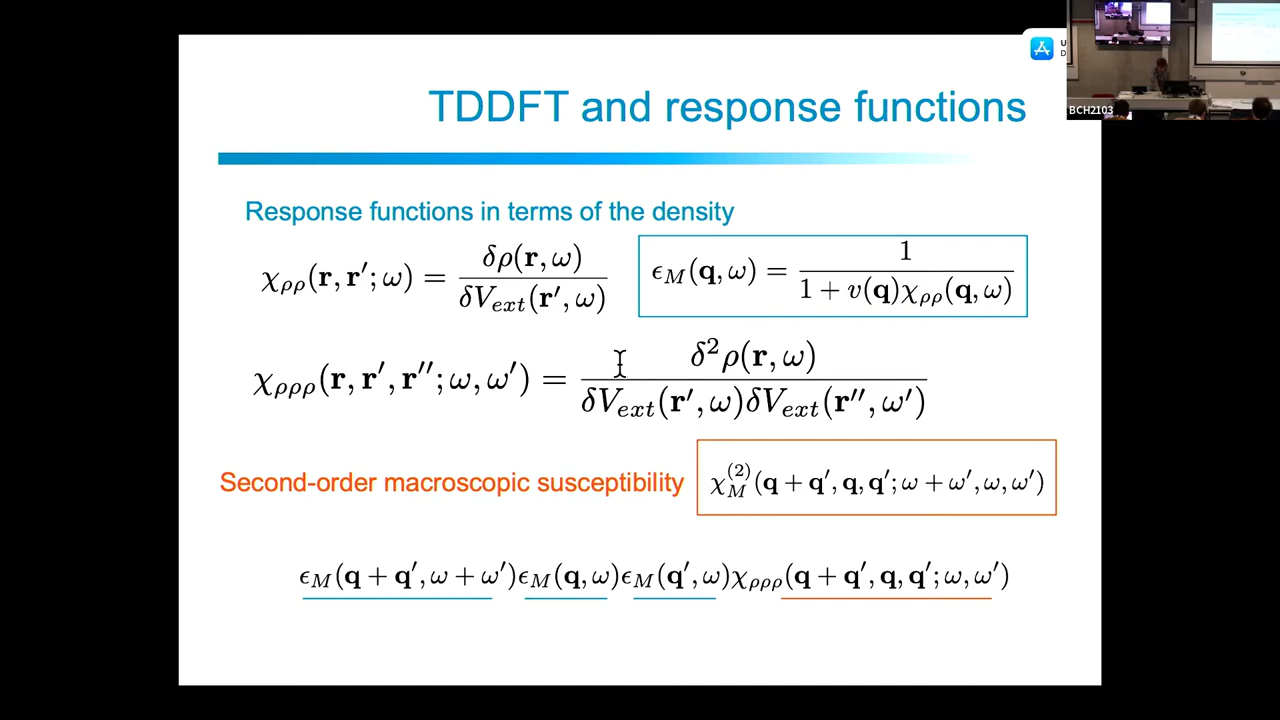 U
D
BCH2103
TDDFT and response functions
Response functions in terms of the density
χ_ρρ(r, r′; ω) = δρ(r, ω) / δV_ext(r′, ω)
ϵ_M(q, ω) = 1 / (1 + v(q)χ_ρρ(q, ω))
χ_ρρρ(r, r′, r′′; ω, ω′) = δ²ρ(r, ω) / (δV_ext(r′, ω)δV_ext(r′′, ω′))
Second-order macroscopic susceptibility
χ_M^(2)(q + q′, q, q′; ω + ω′, ω, ω′)
ϵ_M(q + q′, ω + ω′)ϵ_M(q, ω)ϵ_M(q′, ω)χ_ρρρ(q + q′, q, q′; ω, ω′)